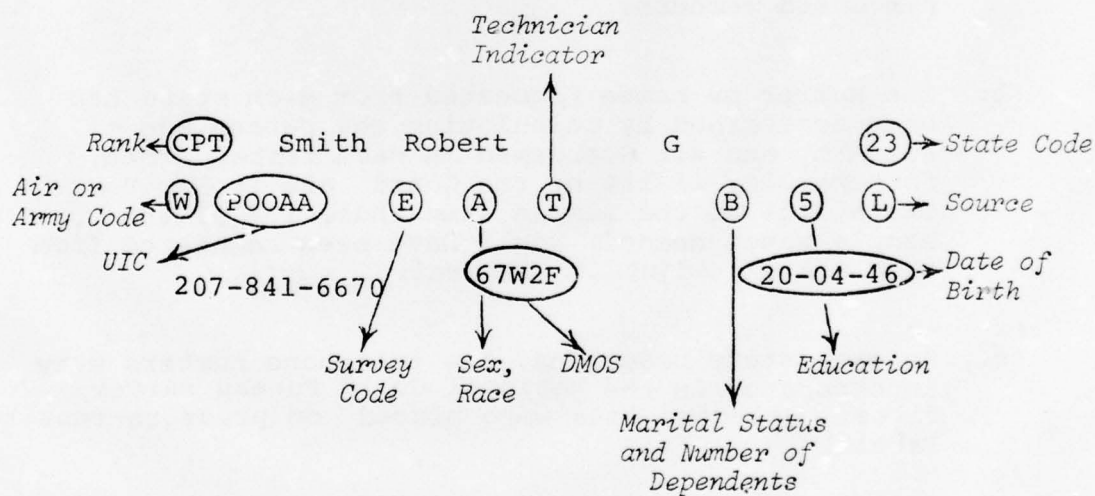 Technician
Indicator
Rank CPT Smith Robert G 23 State Code
Air or
Army Code W POOAA E A T B 5 L Source
UIC 207-841-6670 67W2F 20-04-46 Date of
Birth
Survey
Code Sex,
Race DMOS Education
Marital Status
and Number of
Dependents